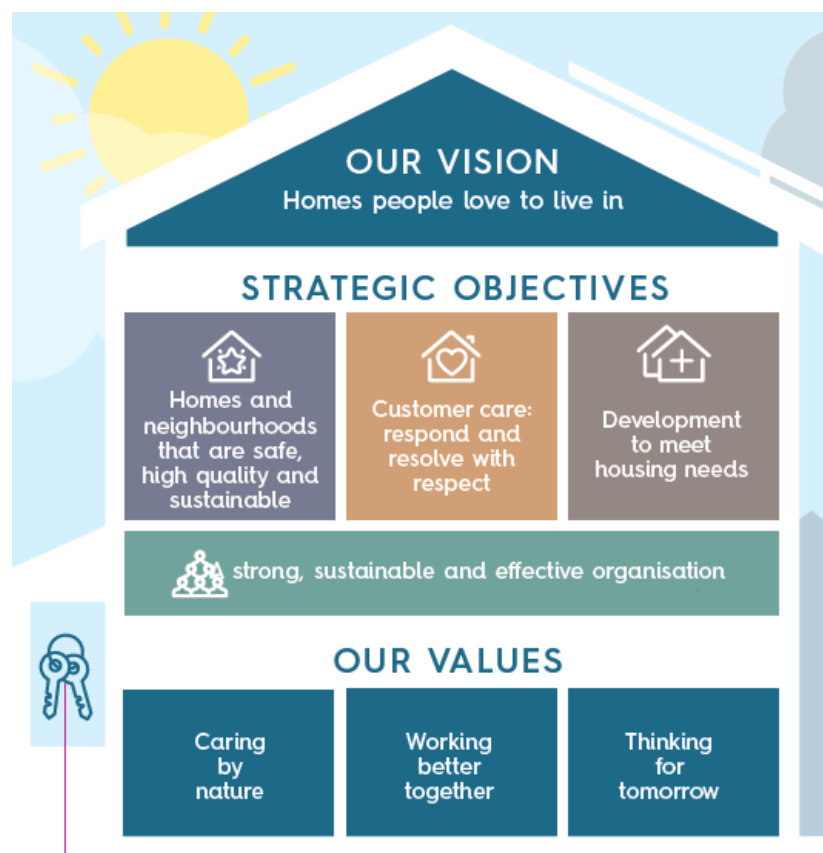 OUR VISION
Homes people love to live in
STRATEGIC OBJECTIVES
Homes and
neighbourhoods
that are safe,
high quality and
sustainable
Customer care:
respond and
resolve with
respect
Development
to meet
housing needs
strong, sustainable and effective organisation
OUR VALUES
Caring
by
nature
Working
better
together
Thinking
for
tomorrow